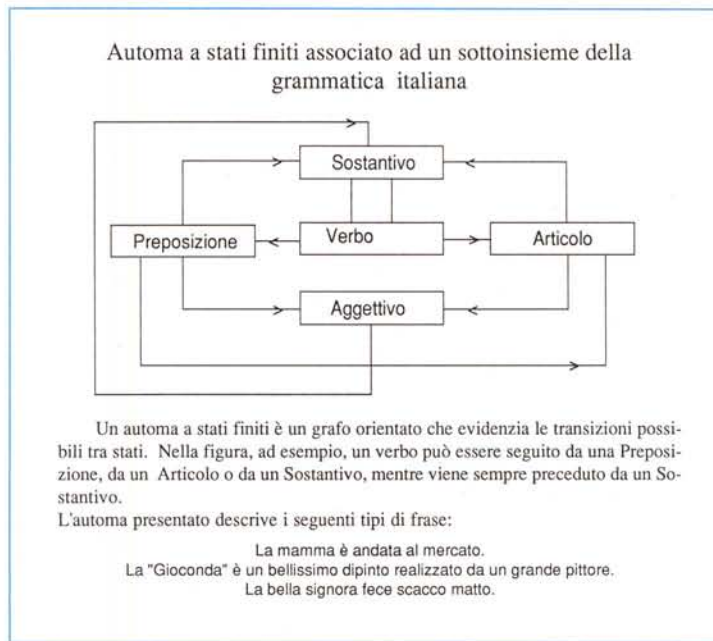 Automa a stati finiti associato ad un sottoinsieme della
grammatica italiana
Sostantivo
Preposizione
Verbo
Articolo
Aggettivo
Un automa a stati finiti è un grafo orientato che evidenzia le transizioni possi-
bili tra stati. Nella figura, ad esempio, un verbo può essere seguito da una Preposi-
zione, da un Articolo o da un Sostantivo, mentre viene sempre preceduto da un So-
stantivo.
L'automa presentato descrive i seguenti tipi di frase:
La mamma è andata al mercato.
La "Gioconda" è un bellissimo dipinto realizzato da un grande pittore.
La bella signora fece scacco matto.